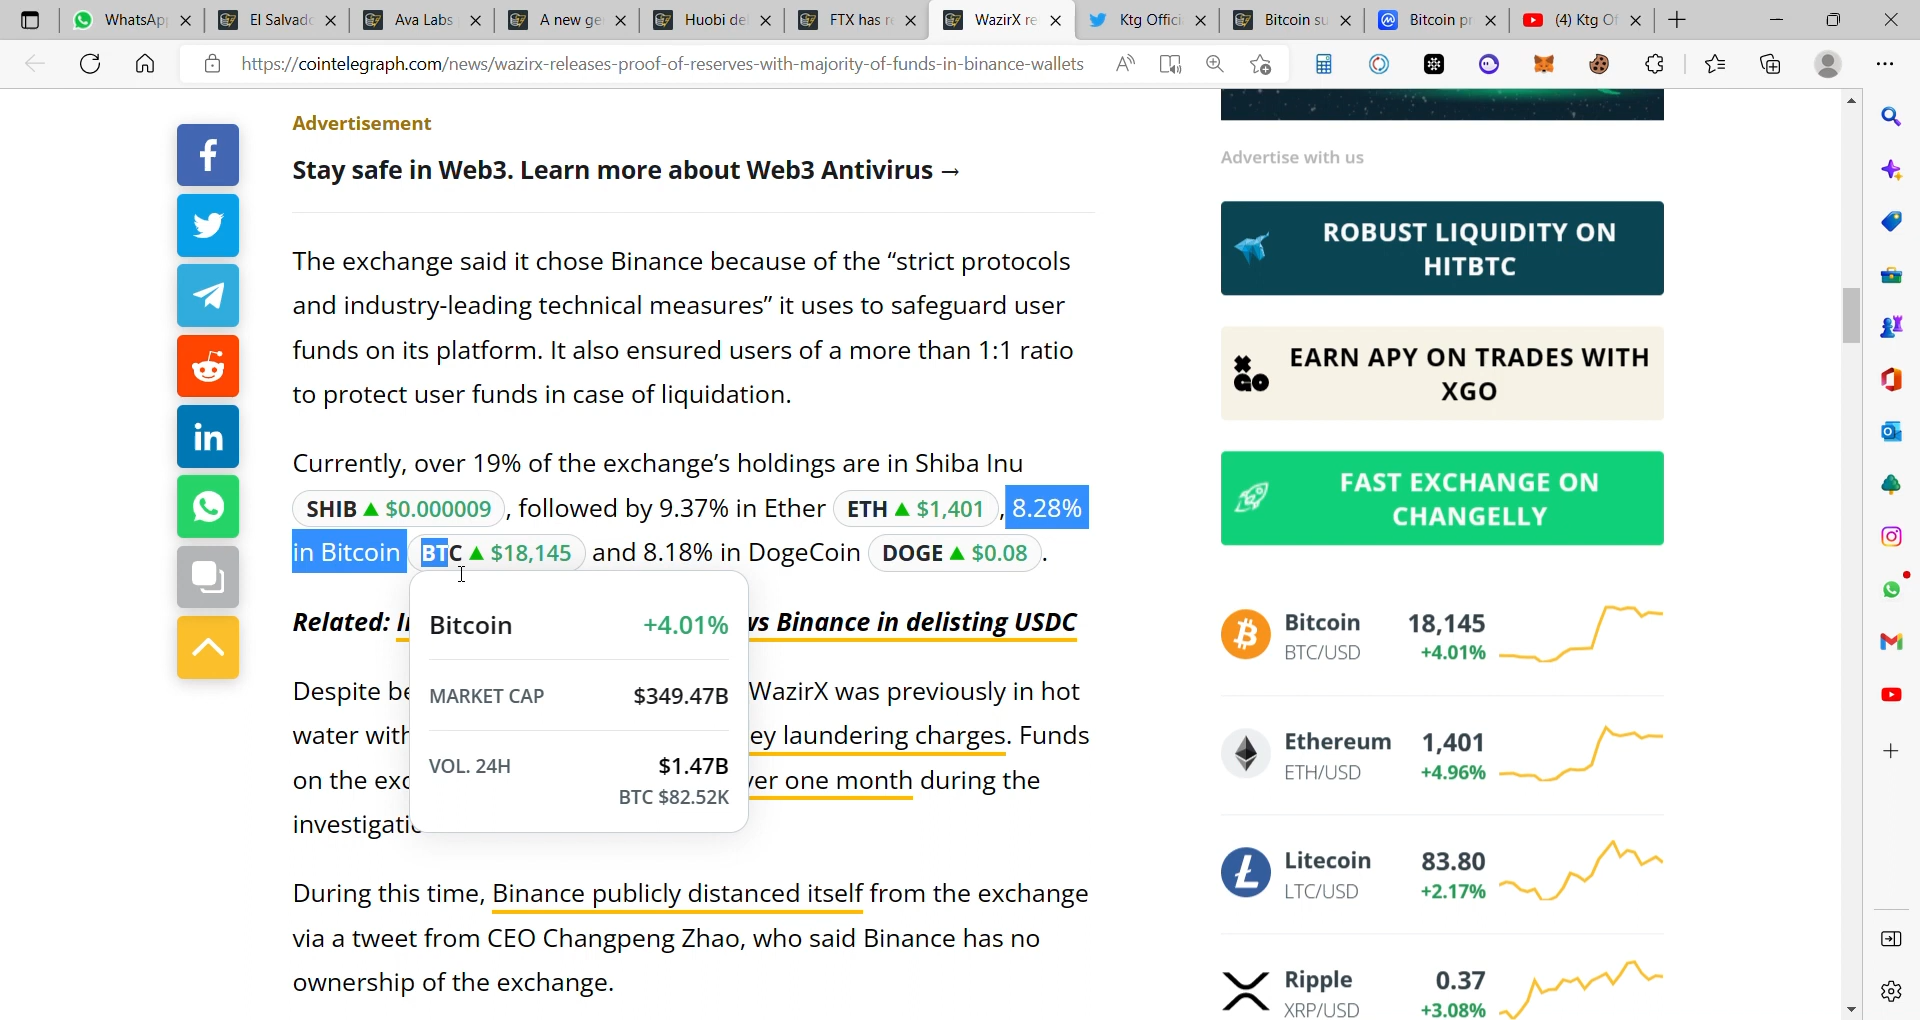 WhatsAp
El Salvad
Ava Labs
A new ge
Huobi de
FTX has r
WazirX re
Ktg Offici
Bitcoin su
Bitcoin pr
(4) Ktg Of
https://cointelegraph.com/news/wazirx-releases-proof-of-reserves-with-majority-of-funds-in-binance-wallets
Advertisement
Stay safe in Web3. Learn more about Web3 Antivirus →
The exchange said it chose Binance because of the “strict protocols
and industry-leading technical measures” it uses to safeguard user
funds on its platform. It also ensured users of a more than 1:1 ratio
to protect user funds in case of liquidation.
Currently, over 19% of the exchange’s holdings are in Shiba Inu
SHIB ▲ $0.000009 , followed by 9.37% in Ether ETH ▲ $1,401 , 8.28%
in Bitcoin BTC ▲ $18,145 and 8.18% in DogeCoin DOGE ▲ $0.08 .
Related: I vs Binance in delisting USDC
Despite be WazirX was previously in hot
water with ey laundering charges. Funds
on the exc ver one month during the
investigati
Bitcoin +4.01%
MARKET CAP $349.47B
VOL. 24H $1.47B
BTC $82.52K
During this time, Binance publicly distanced itself from the exchange
via a tweet from CEO Changpeng Zhao, who said Binance has no
ownership of the exchange.
Advertise with us
ROBUST LIQUIDITY ON
HITBTC
XGO
EARN APY ON TRADES WITH
XGO
FAST EXCHANGE ON
CHANGELLY
Bitcoin 18,145
BTC/USD +4.01%
Ethereum 1,401
ETH/USD +4.96%
Litecoin 83.80
LTC/USD +2.17%
Ripple 0.37
XRP/USD +3.08%